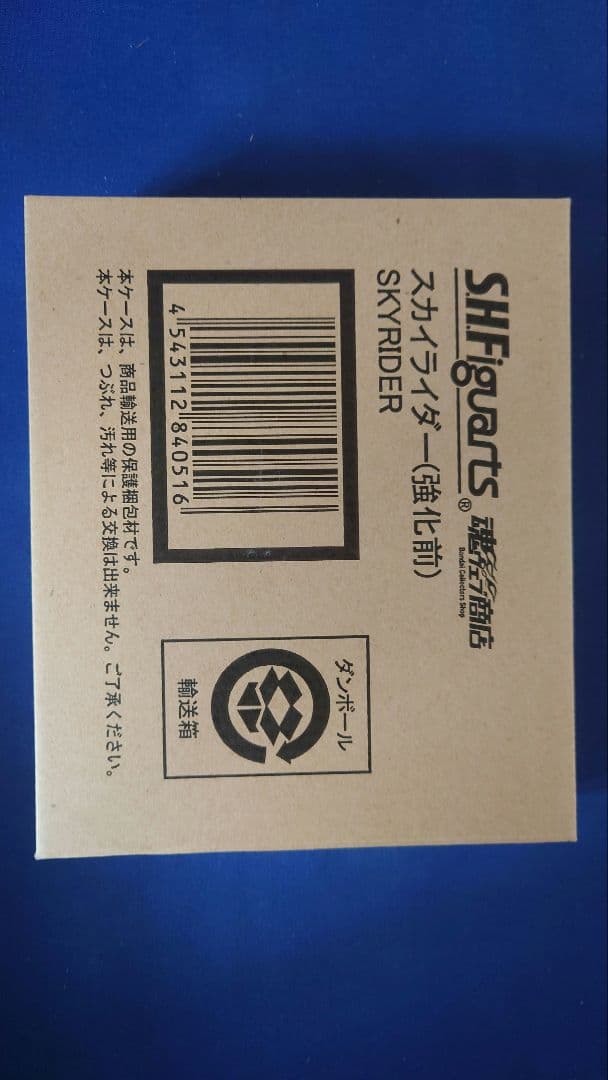 S.H.Figuarts® 魂ウェブ商店
Bandai Collectors Shop
スカイライダー(強化前)
SKYRIDER
4 543112 840516
ダンボール
輸送箱
本ケースは、商品輸送用の保護梱包材です。
本ケースは、つぶれ、汚れ等による交換は出来ません。ご了承ください。